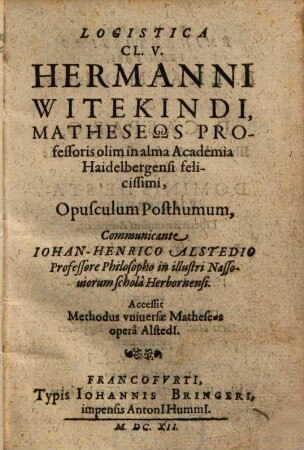 LOGISTICA
CL. V.
HERMANNI
WITEKINDI,
MATHESEΩS PRO-
fessoris olim in alma Academia
Haidelbergensi feli-
cissimi,
Opusculum Posthumum,
Communicante
IOHAN-HENRICO ALSTEDIO
Professore Philosopho in illustri Nasso-
viorum scholâ Herbornensi.
Accessit
Methodus vniuersæ Matheseωs
operâ AlstedI.
FRANCOFVRTI,
Typis IOHANNIS BRINGERI,
impensis AntonI HummI.
M. DC. XII.